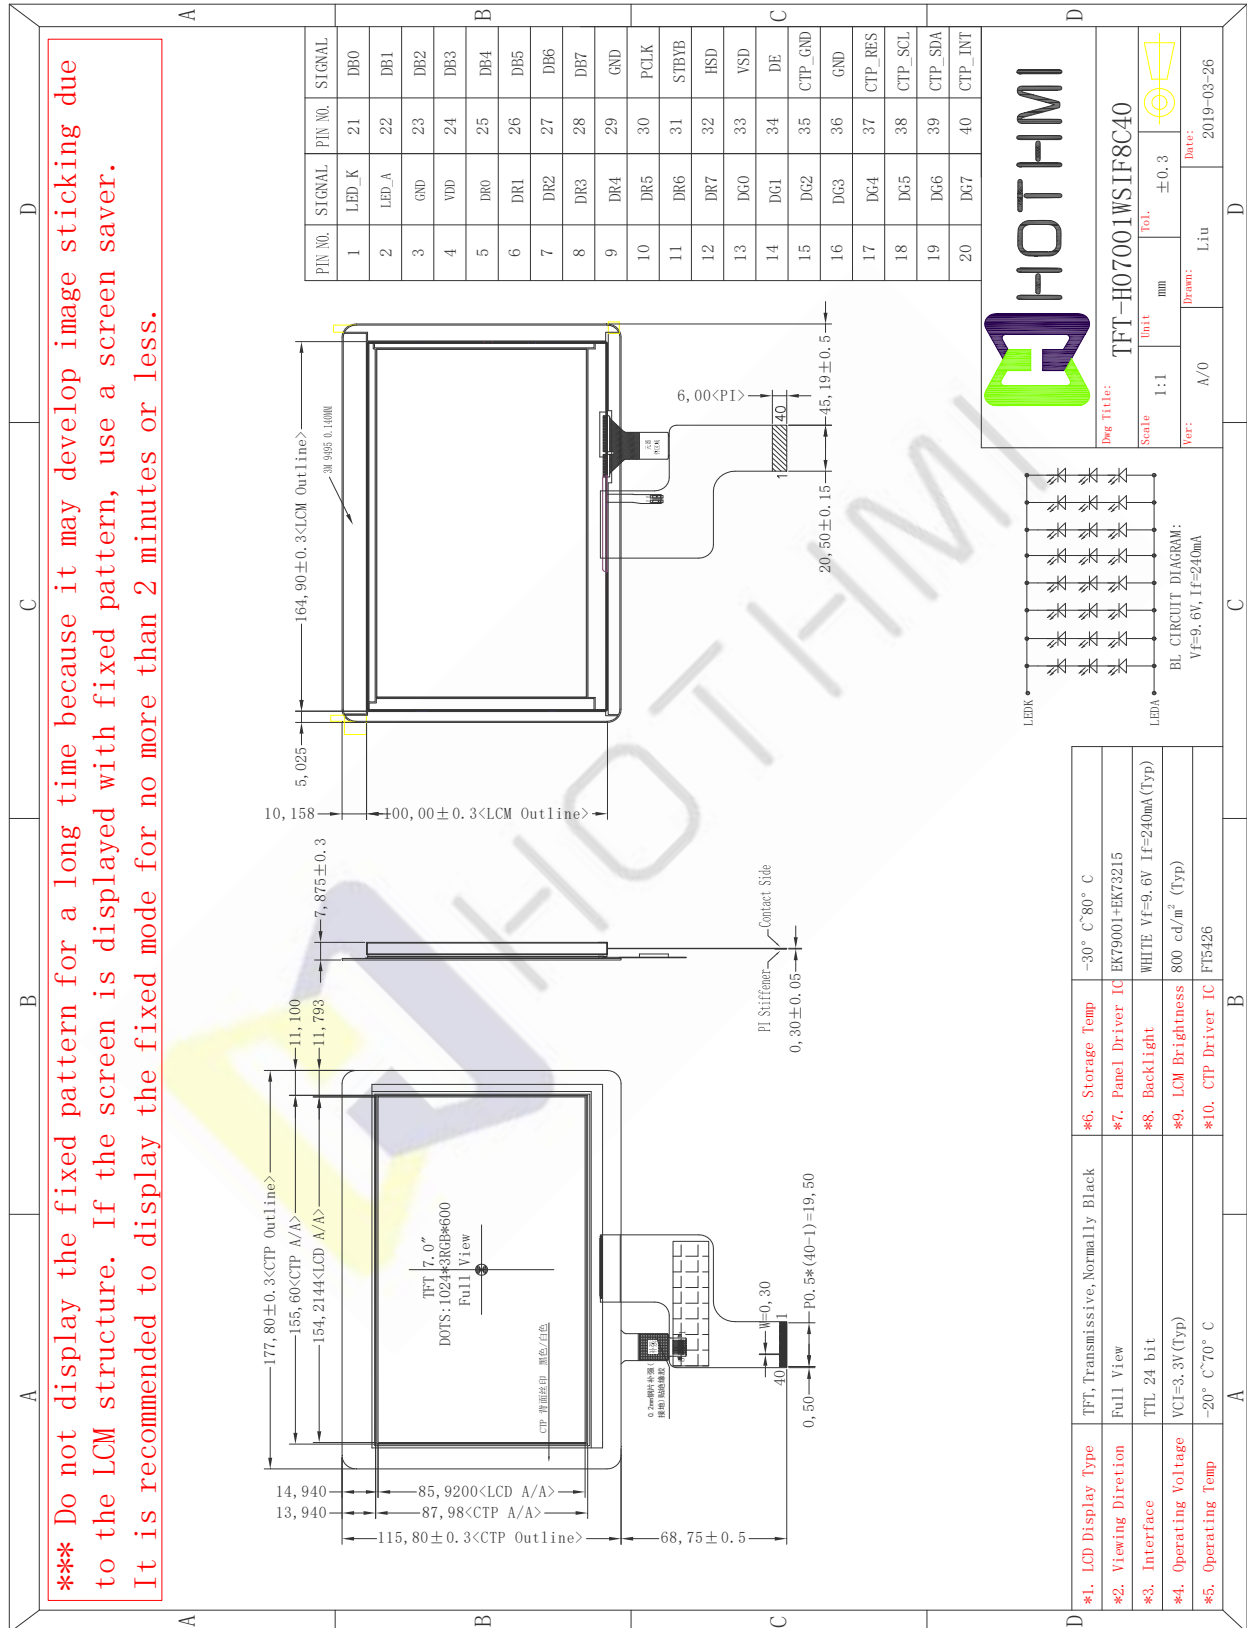 *** Do not display the fixed pattern for a long time because it may develop image sticking due
to the LCM structure. If the screen is displayed with fixed pattern, use a screen saver.
It is recommended to display the fixed mode for no more than 2 minutes or less.
A
B
C
D
A
B
C
D
A
B
C
D
A
B
C
D
177,80±0.3<CTP Outline>
155,60<CTP A/A>
11,100
154,2144<LCD A/A>
11,793
14,940
85,9200<LCD A/A>
13,940
87,98<CTP A/A>
115,80±0.3<CTP Outline>
68,75±0.5
TFT 7.0"
DOTS:1024*3RGB*600
Full View
CTP 背面丝印 黑色/白色
W=0,30
40
1
0,50
P0.5*(40-1)=19,50
7,875±0.3
PI Stiffener
Contact Side
0,30±0.05
5,025
164,90±0.3<LCM Outline>
3M 9495 0.140MM
10,158
100,00±0.3<LCM Outline>
6,00<PI>
1
40
20,50±0.15
45,19±0.5
PIN NO. SIGNAL PIN NO. SIGNAL
1 LED_K 21 DB0
2 LED_A 22 DB1
3 GND 23 DB2
4 VDD 24 DB3
5 DR0 25 DB4
6 DR1 26 DB5
7 DR2 27 DB6
8 DR3 28 DB7
9 DR4 29 GND
10 DR5 30 PCLK
11 DR6 31 STBYB
12 DR7 32 HSD
13 DG0 33 VSD
14 DG1 34 DE
15 DG2 35 CTP_GND
16 DG3 36 GND
17 DG4 37 CTP_RES
18 DG5 38 CTP_SCL
19 DG6 39 CTP_SDA
20 DG7 40 CTP_INT
HOTHMI
*1. LCD Display Type TFT,Transmissive,Normally Black
*2. Viewing Diretion Full View
*3. Interface TTL 24 bit
*4. Operating Voltage VCI=3.3V(Typ)
*5. Operating Temp -20° C~70° C
*6. Storage Temp -30° C~80° C
*7. Panel Driver IC EK79001+EK73215
*8. Backlight WHITE Vf=9.6V If=240mA(Typ)
*9. LCM Brightness 800 cd/m² (Typ)
*10. CTP Driver IC FT5426
LEDK
LEDA
BL CIRCUIT DIAGRAM:
Vf=9.6V, If=240mA
HOTHMI
Dwg Title:
TFT-H07001WSIF8C40
Scale 1:1 Unit mm Tol. ±0.3
Ver: A/0 Drawn: Liu Date: 2019-03-26